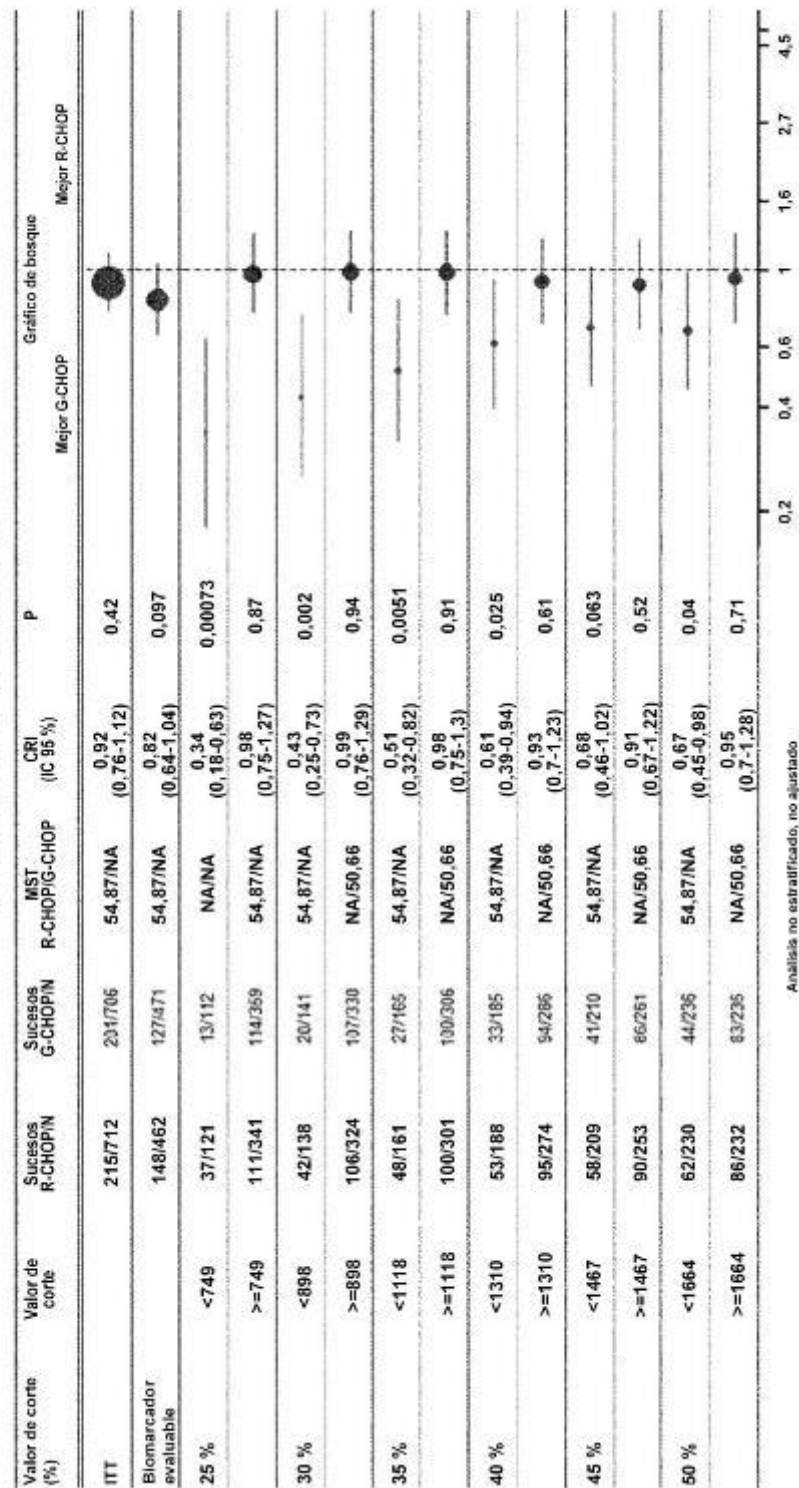 Valor de corte (%) Valor de corte Sucesos R-CHOP/N Sucesos G-CHOP/N MST R-CHOP/G-CHOP CRI (IC 95 %) P Gráfico de bosque
Mejor G-CHOP Mejor R-CHOP
ITT 215/712 201/706 54,87/NA 0,92 (0,76-1,12) 0,42
Biomarcador evaluable 148/462 127/471 54,87/NA 0,82 (0,64-1,04) 0,097
25 % <749 37/121 13/112 NA/NA 0,34 (0,18-0,63) 0,00073
>=749 111/341 114/359 54,87/NA 0,98 (0,75-1,27) 0,87
30 % <898 42/138 20/141 54,87/NA 0,43 (0,25-0,73) 0,002
>=898 106/324 107/330 NA/50,66 0,99 (0,76-1,29) 0,94
35 % <1118 48/161 27/165 54,87/NA 0,51 (0,32-0,82) 0,0051
>=1118 100/301 100/306 NA/50,66 0,98 (0,75-1,3) 0,91
40 % <1310 53/188 33/185 54,87/NA 0,61 (0,39-0,94) 0,025
>=1310 95/274 94/286 NA/50,66 0,93 (0,7-1,23) 0,61
45 % <1467 58/209 41/210 54,87/NA 0,68 (0,46-1,02) 0,063
>=1467 90/253 86/261 NA/50,66 0,91 (0,67-1,22) 0,52
50 % <1664 62/230 44/236 54,87/NA 0,67 (0,45-0,98) 0,04
>=1664 86/232 83/235 NA/50,66 0,95 (0,7-1,28) 0,71
0,2 0,4 0,6 1 1,6 2,7 4,5
Análisis no estratificado, no ajustado